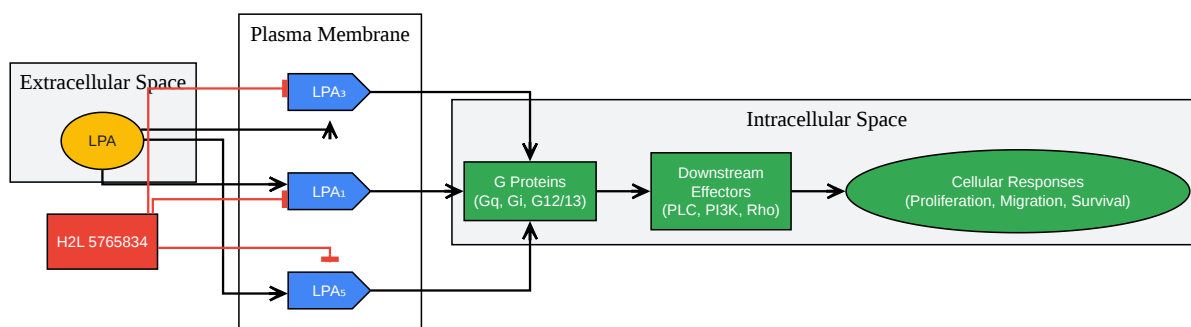 Plasma Membrane
Extracellular Space
LPA₃
LPA
Intracellular Space
LPA₁
G Proteins
(Gq, Gi, G12/13)
Downstream
Effectors
(PLC, PI3K, Rho)
Cellular Responses
(Proliferation, Migration, Survival)
H2L 5765834
LPA₅